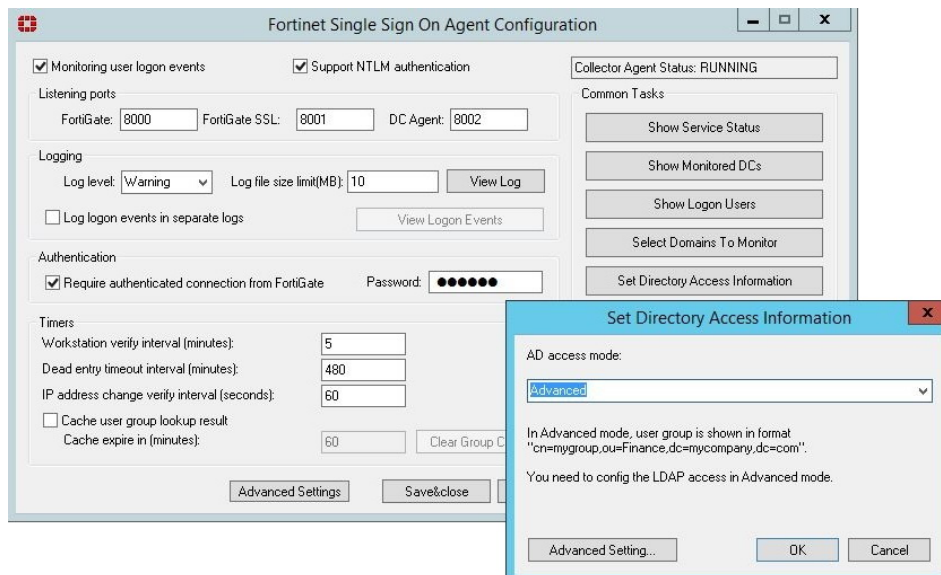 Fortinet Single Sign On Agent Configuration
Monitoring user logon events
Support NTLM authentication
Collector Agent Status: RUNNING
Listening ports
FortiGate: 8000 FortiGate SSL: 8001 DC Agent: 8002
Common Tasks
Show Service Status
Show Monitored DCs
Show Logon Users
Select Domains To Monitor
Set Directory Access Information
Logging
Log level: Warning Log file size limit(MB): 10 View Log
Log logon events in separate logs View Logon Events
Authentication
Require authenticated connection from FortiGate Password: ●●●●●●
Timers
Workstation verify interval (minutes): 5
Dead entry timeout interval (minutes): 480
IP address change verify interval (seconds): 60
Cache user group lookup result
Cache expire in (minutes): 60 Clear Group C
Advanced Settings Save&close
Set Directory Access Information
AD access mode:
Advanced
In Advanced mode, user group is shown in format
"cn=mygroup,ou=Finance,dc=mycompany,dc=com".
You need to config the LDAP access in Advanced mode.
Advanced Setting... OK Cancel